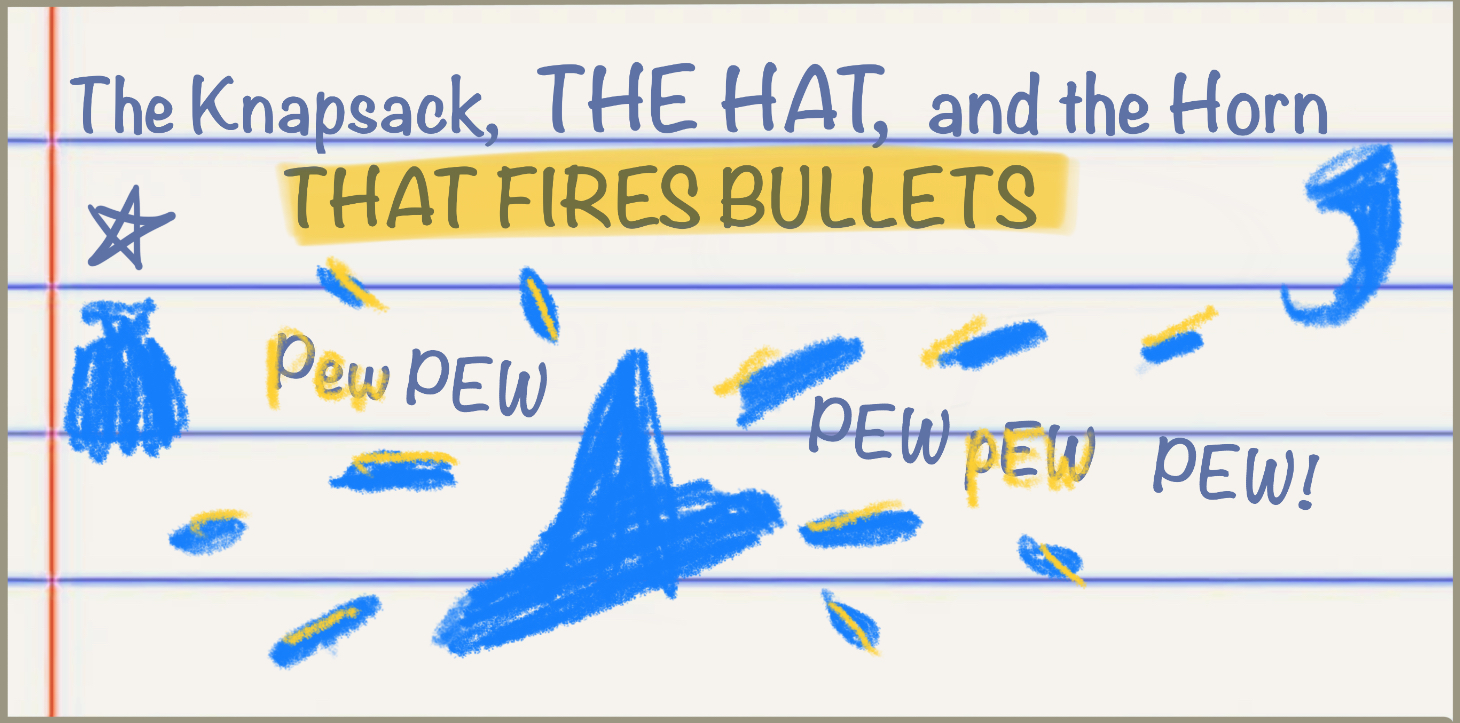 The Knapsack, THE HAT, and the Horn
THAT FIRES BULLETS
Pew PEW
PEW PEW PEW!